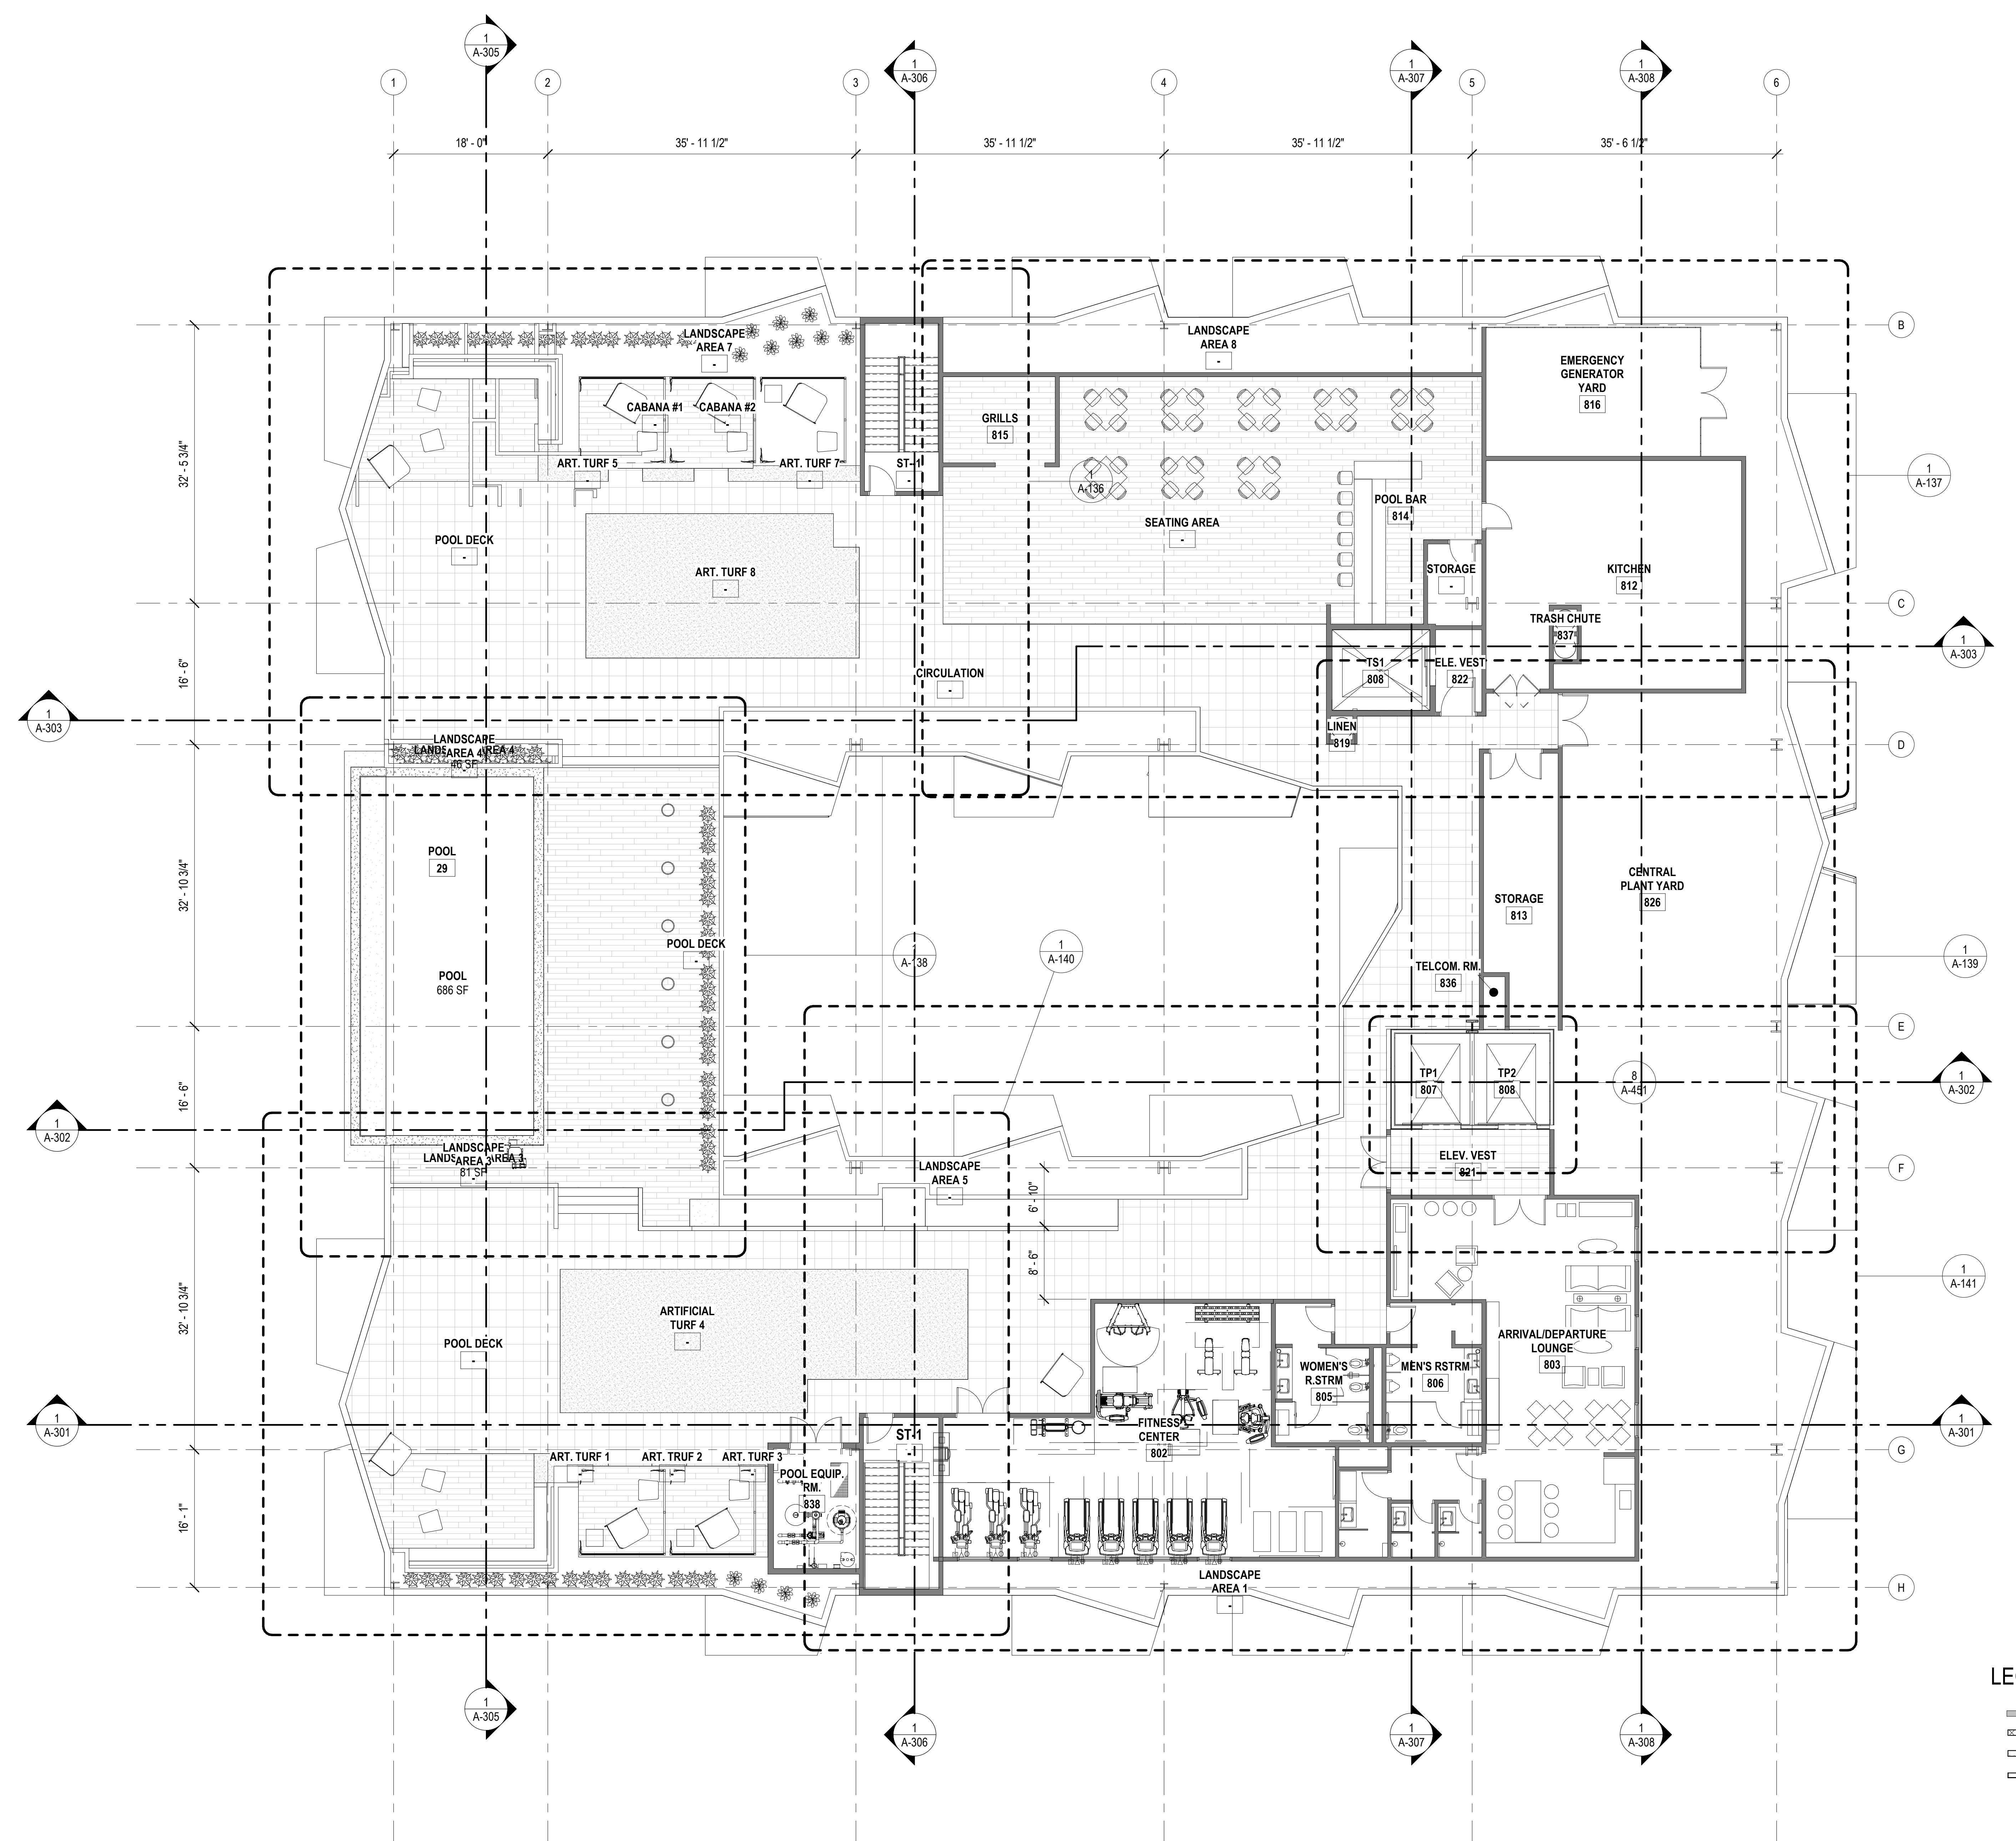 1
A-305
1
A-306
1
A-307
1
A-308
1
2
3
4
5
6
18' - 0"
35' - 11 1/2"
35' - 11 1/2"
35' - 11 1/2"
35' - 6 1/2"
B
C
D
E
F
G
H
32' - 5 3/4"
16' - 6"
32' - 10 3/4"
16' - 6"
32' - 10 3/4"
16' - 1"
LANDSCAPE
AREA 7
-
LANDSCAPE
AREA 8
-
EMERGENCY
GENERATOR
YARD
816
CABANA #1
-
CABANA #2
-
GRILLS
815
ART. TURF 5
-
ART. TURF 7
-
ST-1
-
1
A-136
1
A-137
POOL BAR
814
SEATING AREA
-
POOL DECK
-
ART. TURF 8
-
STORAGE
-
KITCHEN
812
TRASH CHUTE
837
1
A-303
TS1
808
ELE. VEST
822
CIRCULATION
-
1
A-303
LINEN
819
LANDSCAPE
AREA 4
46 SF
-
POOL
29
CENTRAL
PLANT YARD
826
STORAGE
813
POOL DECK
-
POOL
686 SF
A-138
1
A-140
1
A-139
TELCOM. RM.
836
TP1
807
TP2
808
8
A-451
1
A-302
1
A-302
LANDSCAPE
AREA 3
81 SF
-
ELEV. VEST
821
LANDSCAPE
AREA 5
-
6' - 10"
8' - 6"
1
A-141
ARTIFICIAL
TURF 4
-
POOL DECK
-
ARRIVAL/DEPARTURE
LOUNGE
803
WOMEN'S
R.STRM
805
MEN'S RSTRM
806
1
A-301
1
A-301
FITNESS
CENTER
802
ST-1
-
ART. TURF 1
-
ART. TRUF 2
-
ART. TURF 3
-
POOL EQUIP.
RM.
838
LANDSCAPE
AREA 1
-
LE
1
A-305
1
A-306
1
A-307
1
A-308